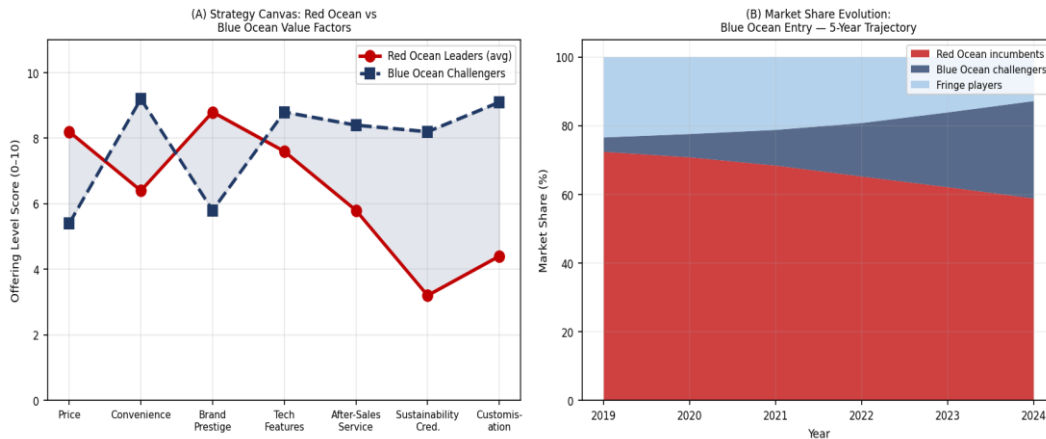 (A) Strategy Canvas: Red Ocean vs
Blue Ocean Value Factors
Red Ocean Leaders (avg)
Blue Ocean Challengers
Offering Level Score (0–10)
10
8
6
4
2
0
Price
Convenience
Brand
Prestige
Tech
Features
After-Sales
Service
Sustainability
Cred.
Customis-
ation
(B) Market Share Evolution:
Blue Ocean Entry — 5-Year Trajectory
Red Ocean incumbents
Blue Ocean challengers
Fringe players
Market Share (%)
100
80
60
40
20
0
2019
2020
2021
2022
2023
2024
Year